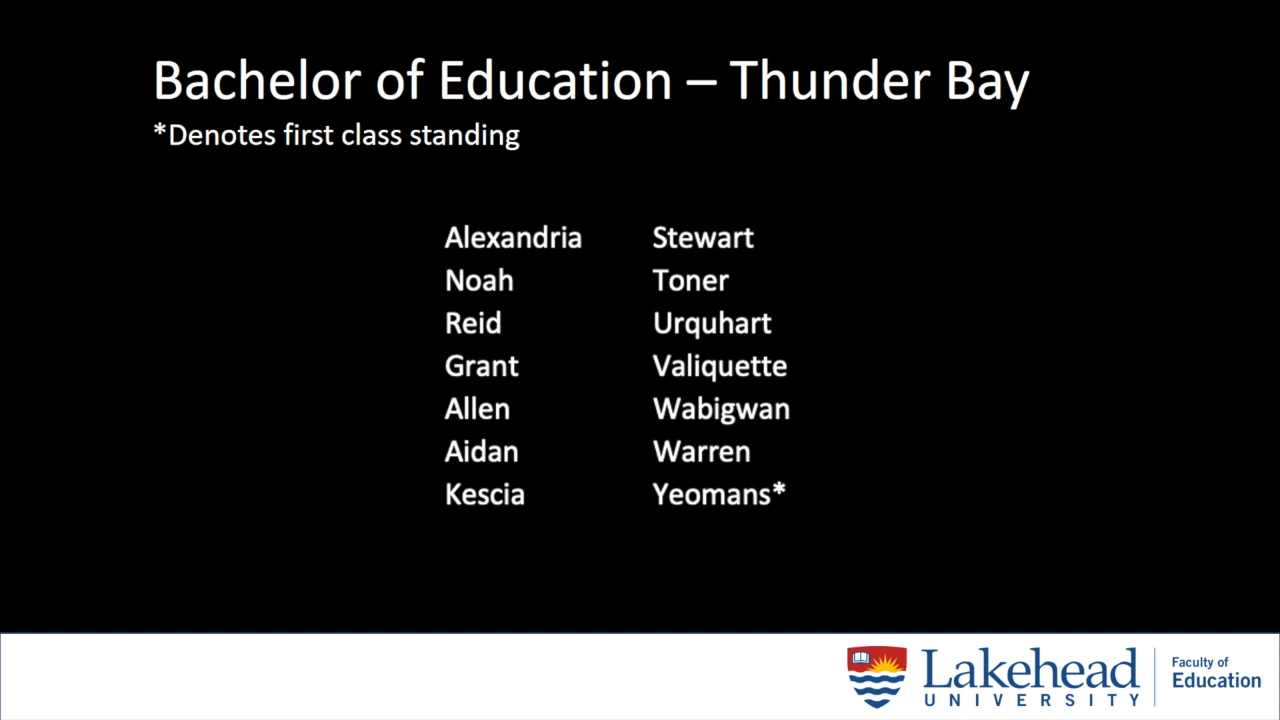 Bachelor of Education – Thunder Bay
*Denotes first class standing
Alexandria Stewart
Noah Toner
Reid Urquhart
Grant Valiquette
Allen Wabigwan
Aidan Warren
Kescia Yeomans*
Lakehead
UNIVERSITY
Faculty of
Education